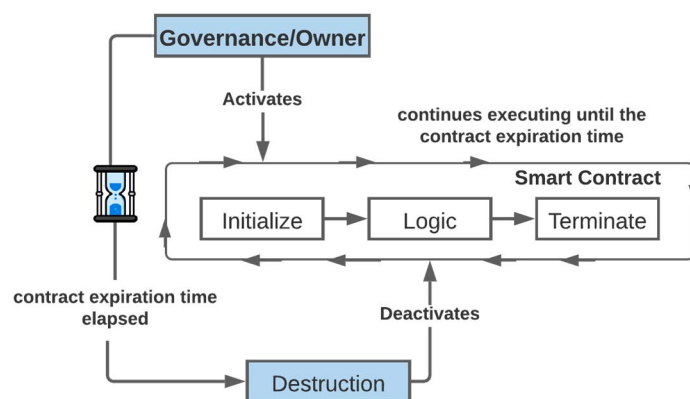 Governance/Owner
Activates
continues executing until the
contract expiration time
Smart Contract
Initialize
Logic
Terminate
contract expiration time
elapsed
Deactivates
Destruction